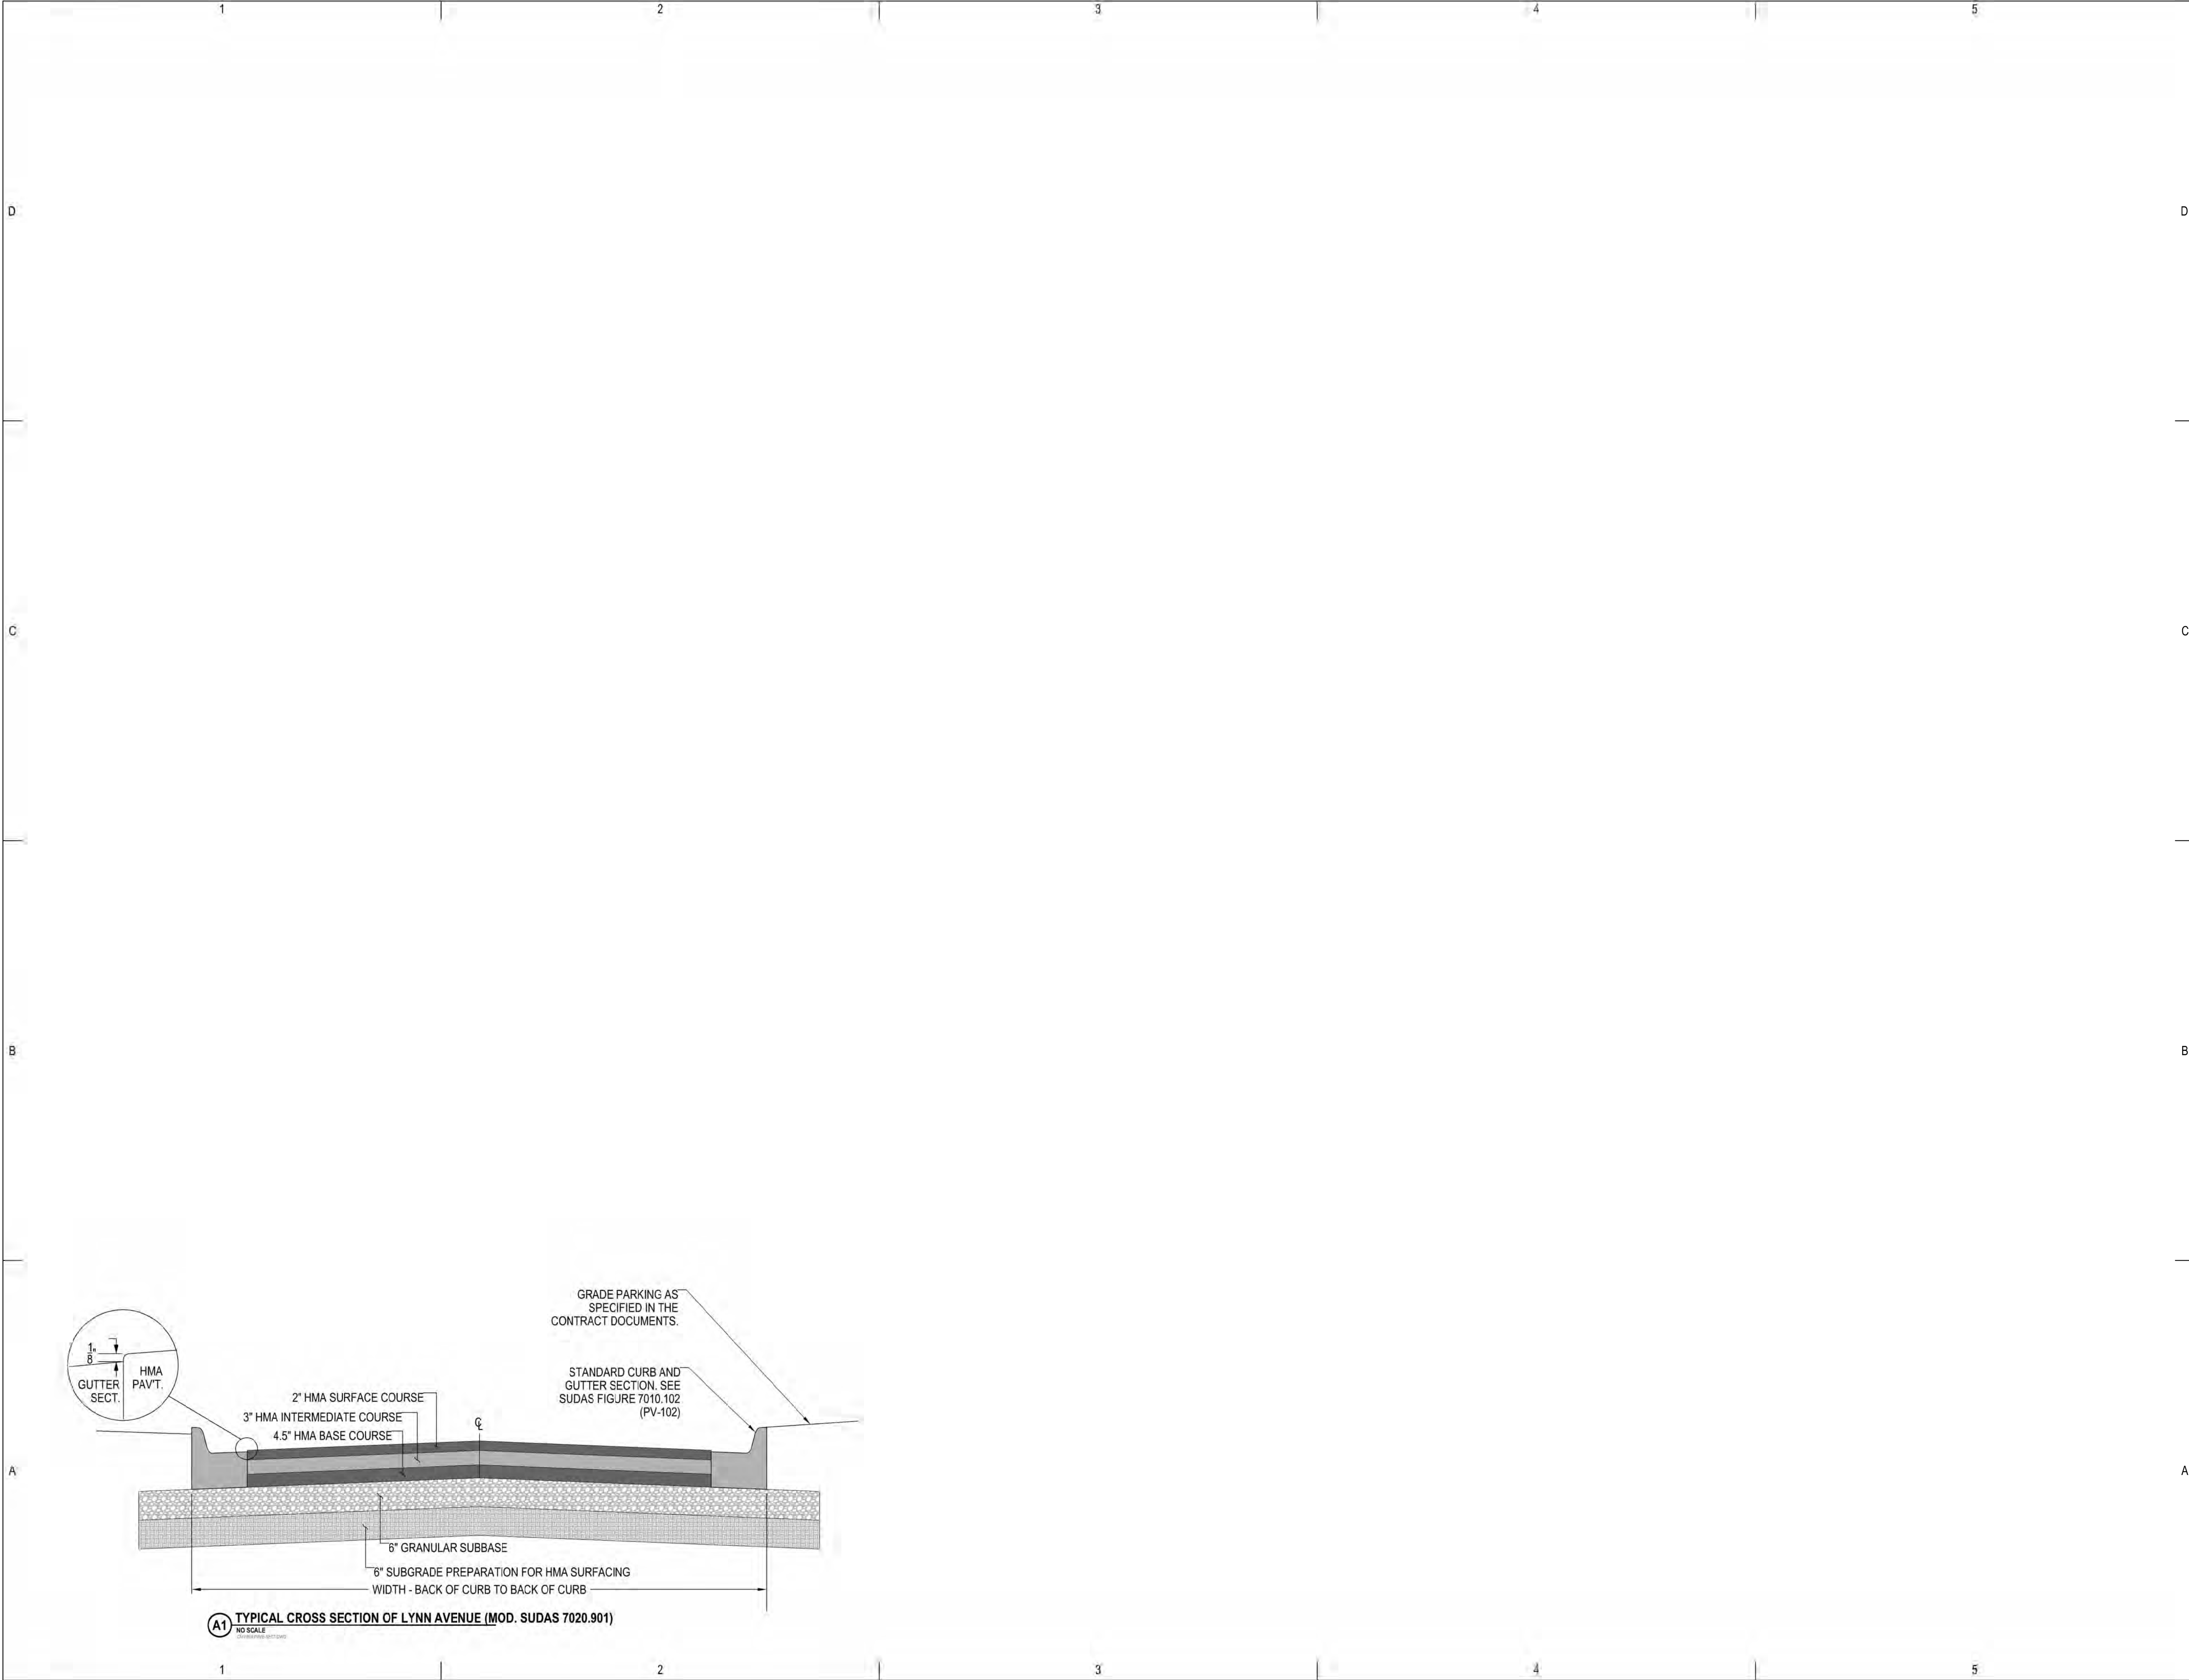 1 2 3 4 5
D D
C C
B B
GRADE PARKING AS
SPECIFIED IN THE
CONTRACT DOCUMENTS.
1/8"
GUTTER
SECT.
HMA
PAV'T.
STANDARD CURB AND
GUTTER SECTION. SEE
SUDAS FIGURE 7010.102
(PV-102)
2" HMA SURFACE COURSE
3" HMA INTERMEDIATE COURSE
4.5" HMA BASE COURSE
℄
A A
6" GRANULAR SUBBASE
6" SUBGRADE PREPARATION FOR HMA SURFACING
WIDTH - BACK OF CURB TO BACK OF CURB
A1 TYPICAL CROSS SECTION OF LYNN AVENUE (MOD. SUDAS 7020.901)
NO SCALE
1 2 3 4 5